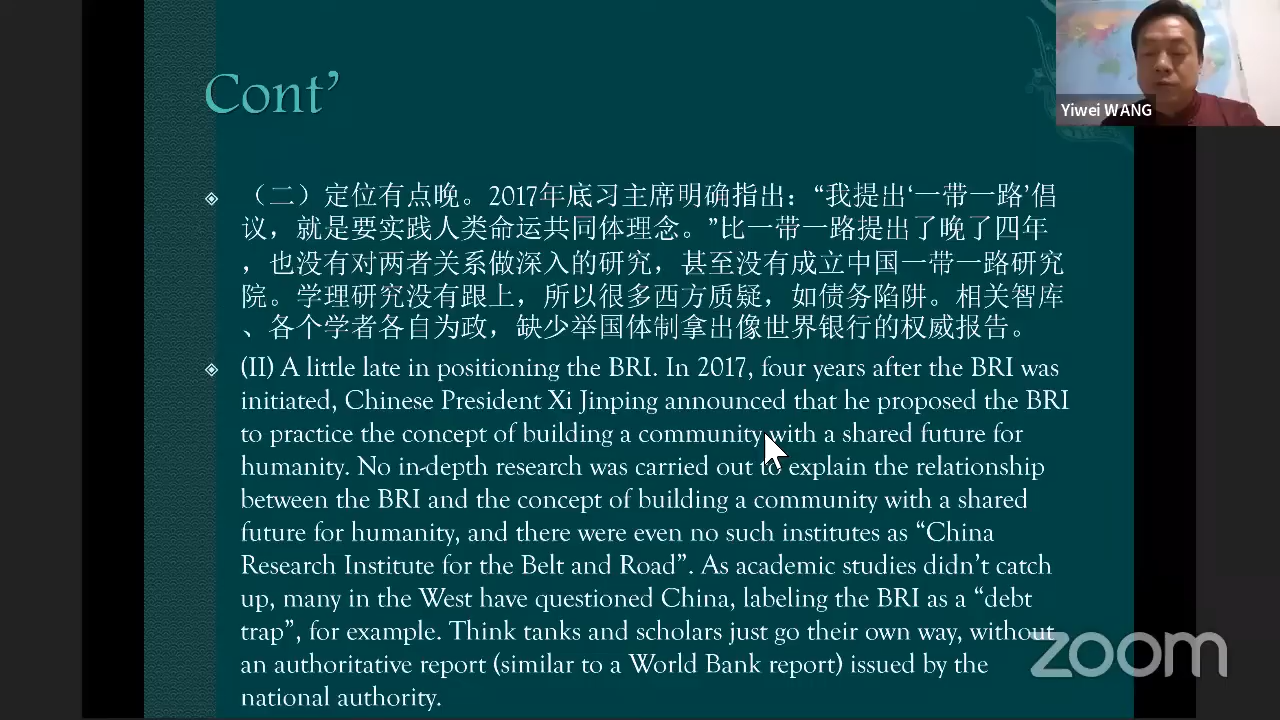 Cont’
Yiwei WANG
（二）定位有点晚。2017年底习主席明确指出：“我提出‘一带一路’倡
议，就是要实践人类命运共同体理念。”比一带一路提出了晚了四年
，也没有对两者关系做深入的研究，甚至没有成立中国一带一路研究
院。学理研究没有跟上，所以很多西方质疑，如债务陷阱。相关智库
、各个学者各自为政，缺少举国体制拿出像世界银行的权威报告。
(II) A little late in positioning the BRI. In 2017, four years after the BRI was
initiated, Chinese President Xi Jinping announced that he proposed the BRI
to practice the concept of building a community with a shared future for
humanity. No in-depth research was carried out to explain the relationship
between the BRI and the concept of building a community with a shared
future for humanity, and there were even no such institutes as “China
Research Institute for the Belt and Road”. As academic studies didn’t catch
up, many in the West have questioned China, labeling the BRI as a “debt
trap”, for example. Think tanks and scholars just go their own way, without
an authoritative report (similar to a World Bank report) issued by the
national authority.
zoom